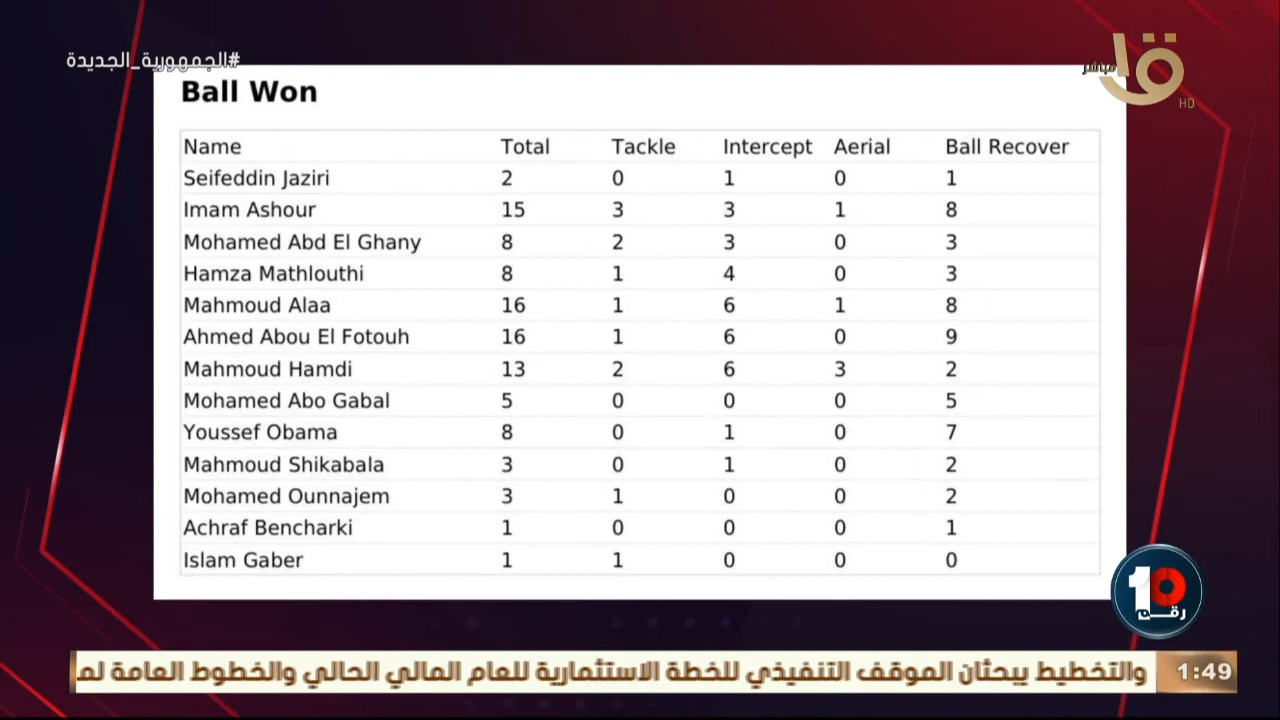 #الجمهورية_الجديدة
مباشر
HD
Ball Won
Name Total Tackle Intercept Aerial Ball Recover
Seifeddin Jaziri 2 0 1 0 1
Imam Ashour 15 3 3 1 8
Mohamed Abd El Ghany 8 2 3 0 3
Hamza Mathlouthi 8 1 4 0 3
Mahmoud Alaa 16 1 6 1 8
Ahmed Abou El Fotouh 16 1 6 0 9
Mahmoud Hamdi 13 2 6 3 2
Mohamed Abo Gabal 5 0 0 0 5
Youssef Obama 8 0 1 0 7
Mahmoud Shikabala 3 0 1 0 2
Mohamed Ounnajem 3 1 0 0 2
Achraf Bencharki 1 0 0 0 1
Islam Gaber 1 1 0 0 0
10
رقم
والتخطيط يبحثان الموقف التنفيذي للخطة الاستثمارية للعام المالي الحالي والخطوط العامة لم
1:49